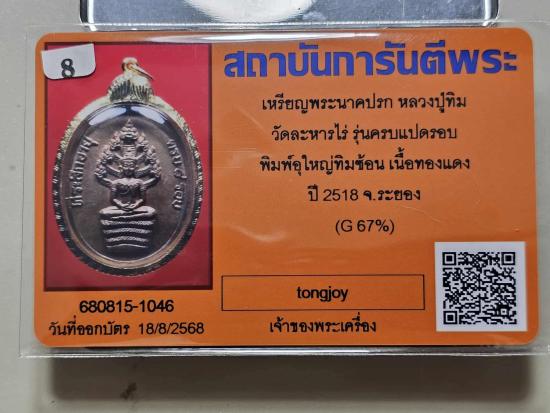 8
สถาบันการันตีพระ
เหรียญพระนาคปรก หลวงปู่ทิม
วัดละหารไร่ รุ่นครบแปดรอบ
พิมพ์อุใหญ่ทิมซ้อน เนื้อทองแดง
ปี 2518 จ.ระยอง
(G 67%)
tongjoy
เจ้าของพระเครื่อง
680815-1046
วันที่ออกบัตร 18/8/2568